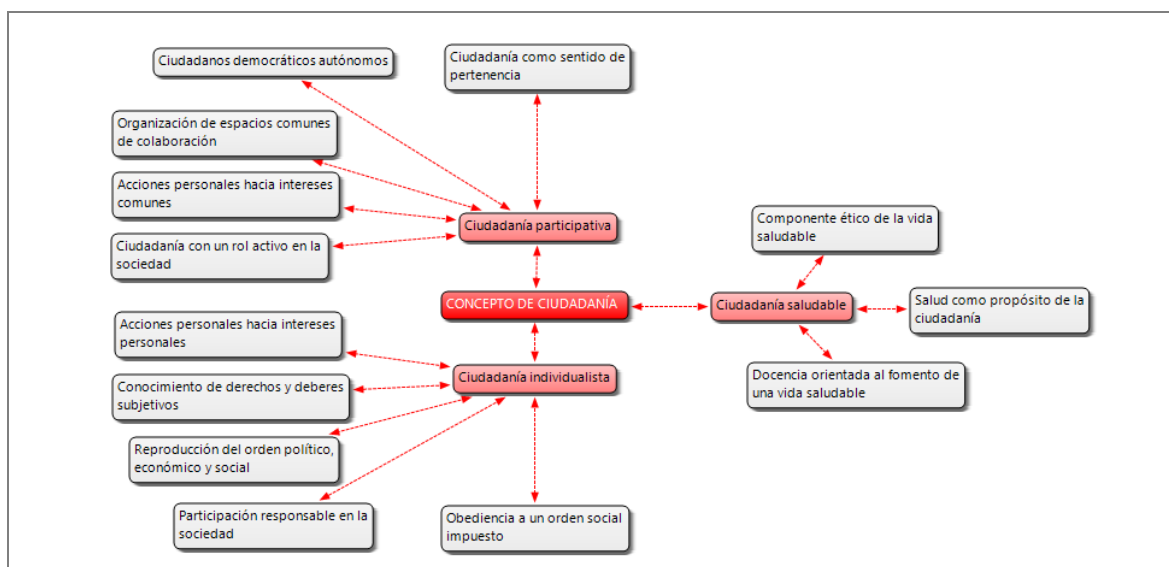 Ciudadanos democráticos autónomos
Ciudadanía como sentido de
pertenencia
Organización de espacios comunes
de colaboración
Acciones personales hacia intereses
comunes
Ciudadanía con un rol activo en la
sociedad
Ciudadanía participativa
Componente ético de la vida
saludable
CONCEPTO DE CIUDADANÍA
Ciudadanía saludable
Salud como propósito de la
ciudadanía
Docencia orientada al fomento de
una vida saludable
Acciones personales hacia intereses
personales
Ciudadanía individualista
Conocimiento de derechos y deberes
subjetivos
Reproducción del orden político,
económico y social
Participación responsable en la
sociedad
Obediencia a un orden social
impuesto